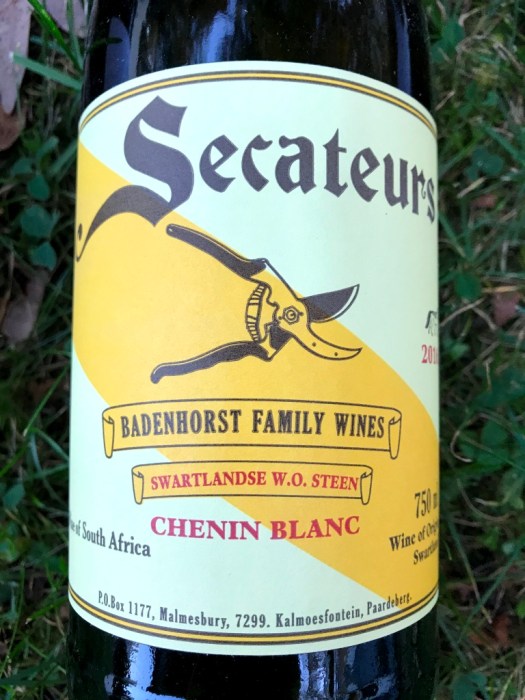 Secateurs
BADENHORST FAMILY WINES
SWARTLANDSE W.O. STEEN
CHENIN BLANC
750
of South Africa
Wine of
P.O.Box 1177, Malmesbury, 7299. Kalmoesfontein, Paardeberg.